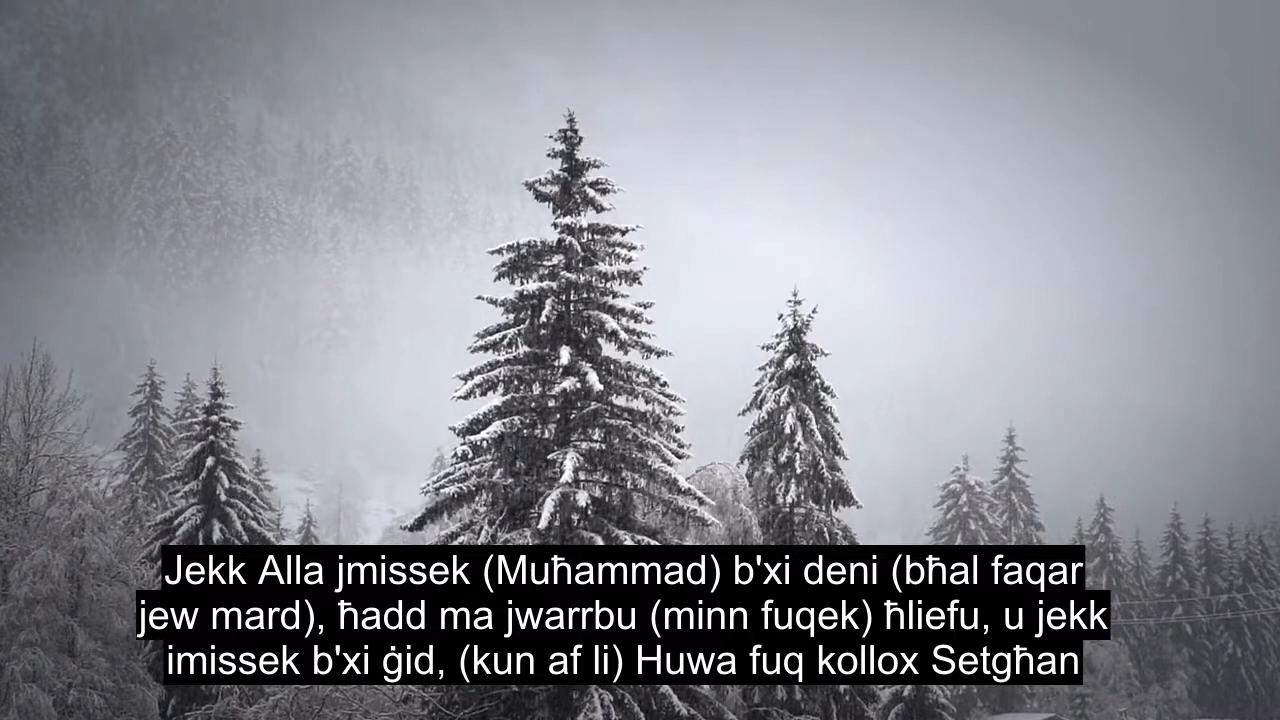 Jekk Alla jmissek (Muħammad) b'xi deni (bħal faqar
jew mard), ħadd ma jwarrbu (minn fuqek) ħliefu, u jekk
imissek b'xi ġid, (kun af li) Huwa fuq kollox Setgħan